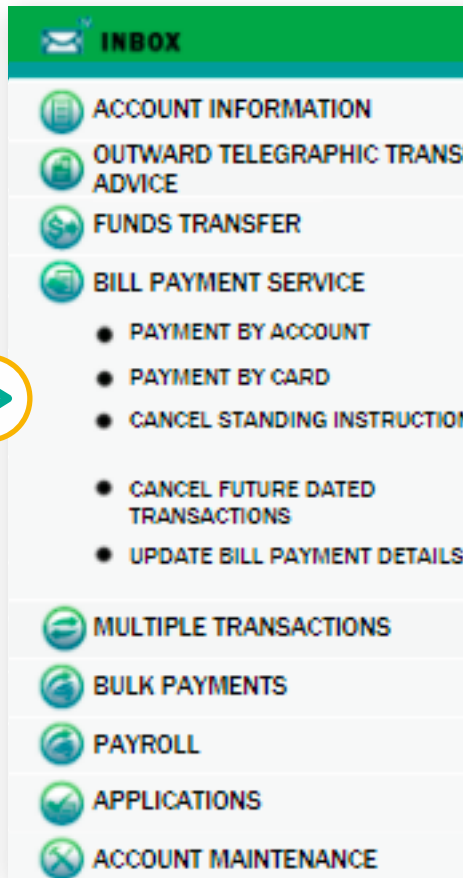 INBOX
ACCOUNT INFORMATION
OUTWARD TELEGRAPHIC TRANS
ADVICE
FUNDS TRANSFER
BILL PAYMENT SERVICE
PAYMENT BY ACCOUNT
PAYMENT BY CARD
CANCEL STANDING INSTRUCTION
CANCEL FUTURE DATED
TRANSACTIONS
UPDATE BILL PAYMENT DETAILS
MULTIPLE TRANSACTIONS
BULK PAYMENTS
PAYROLL
APPLICATIONS
ACCOUNT MAINTENANCE